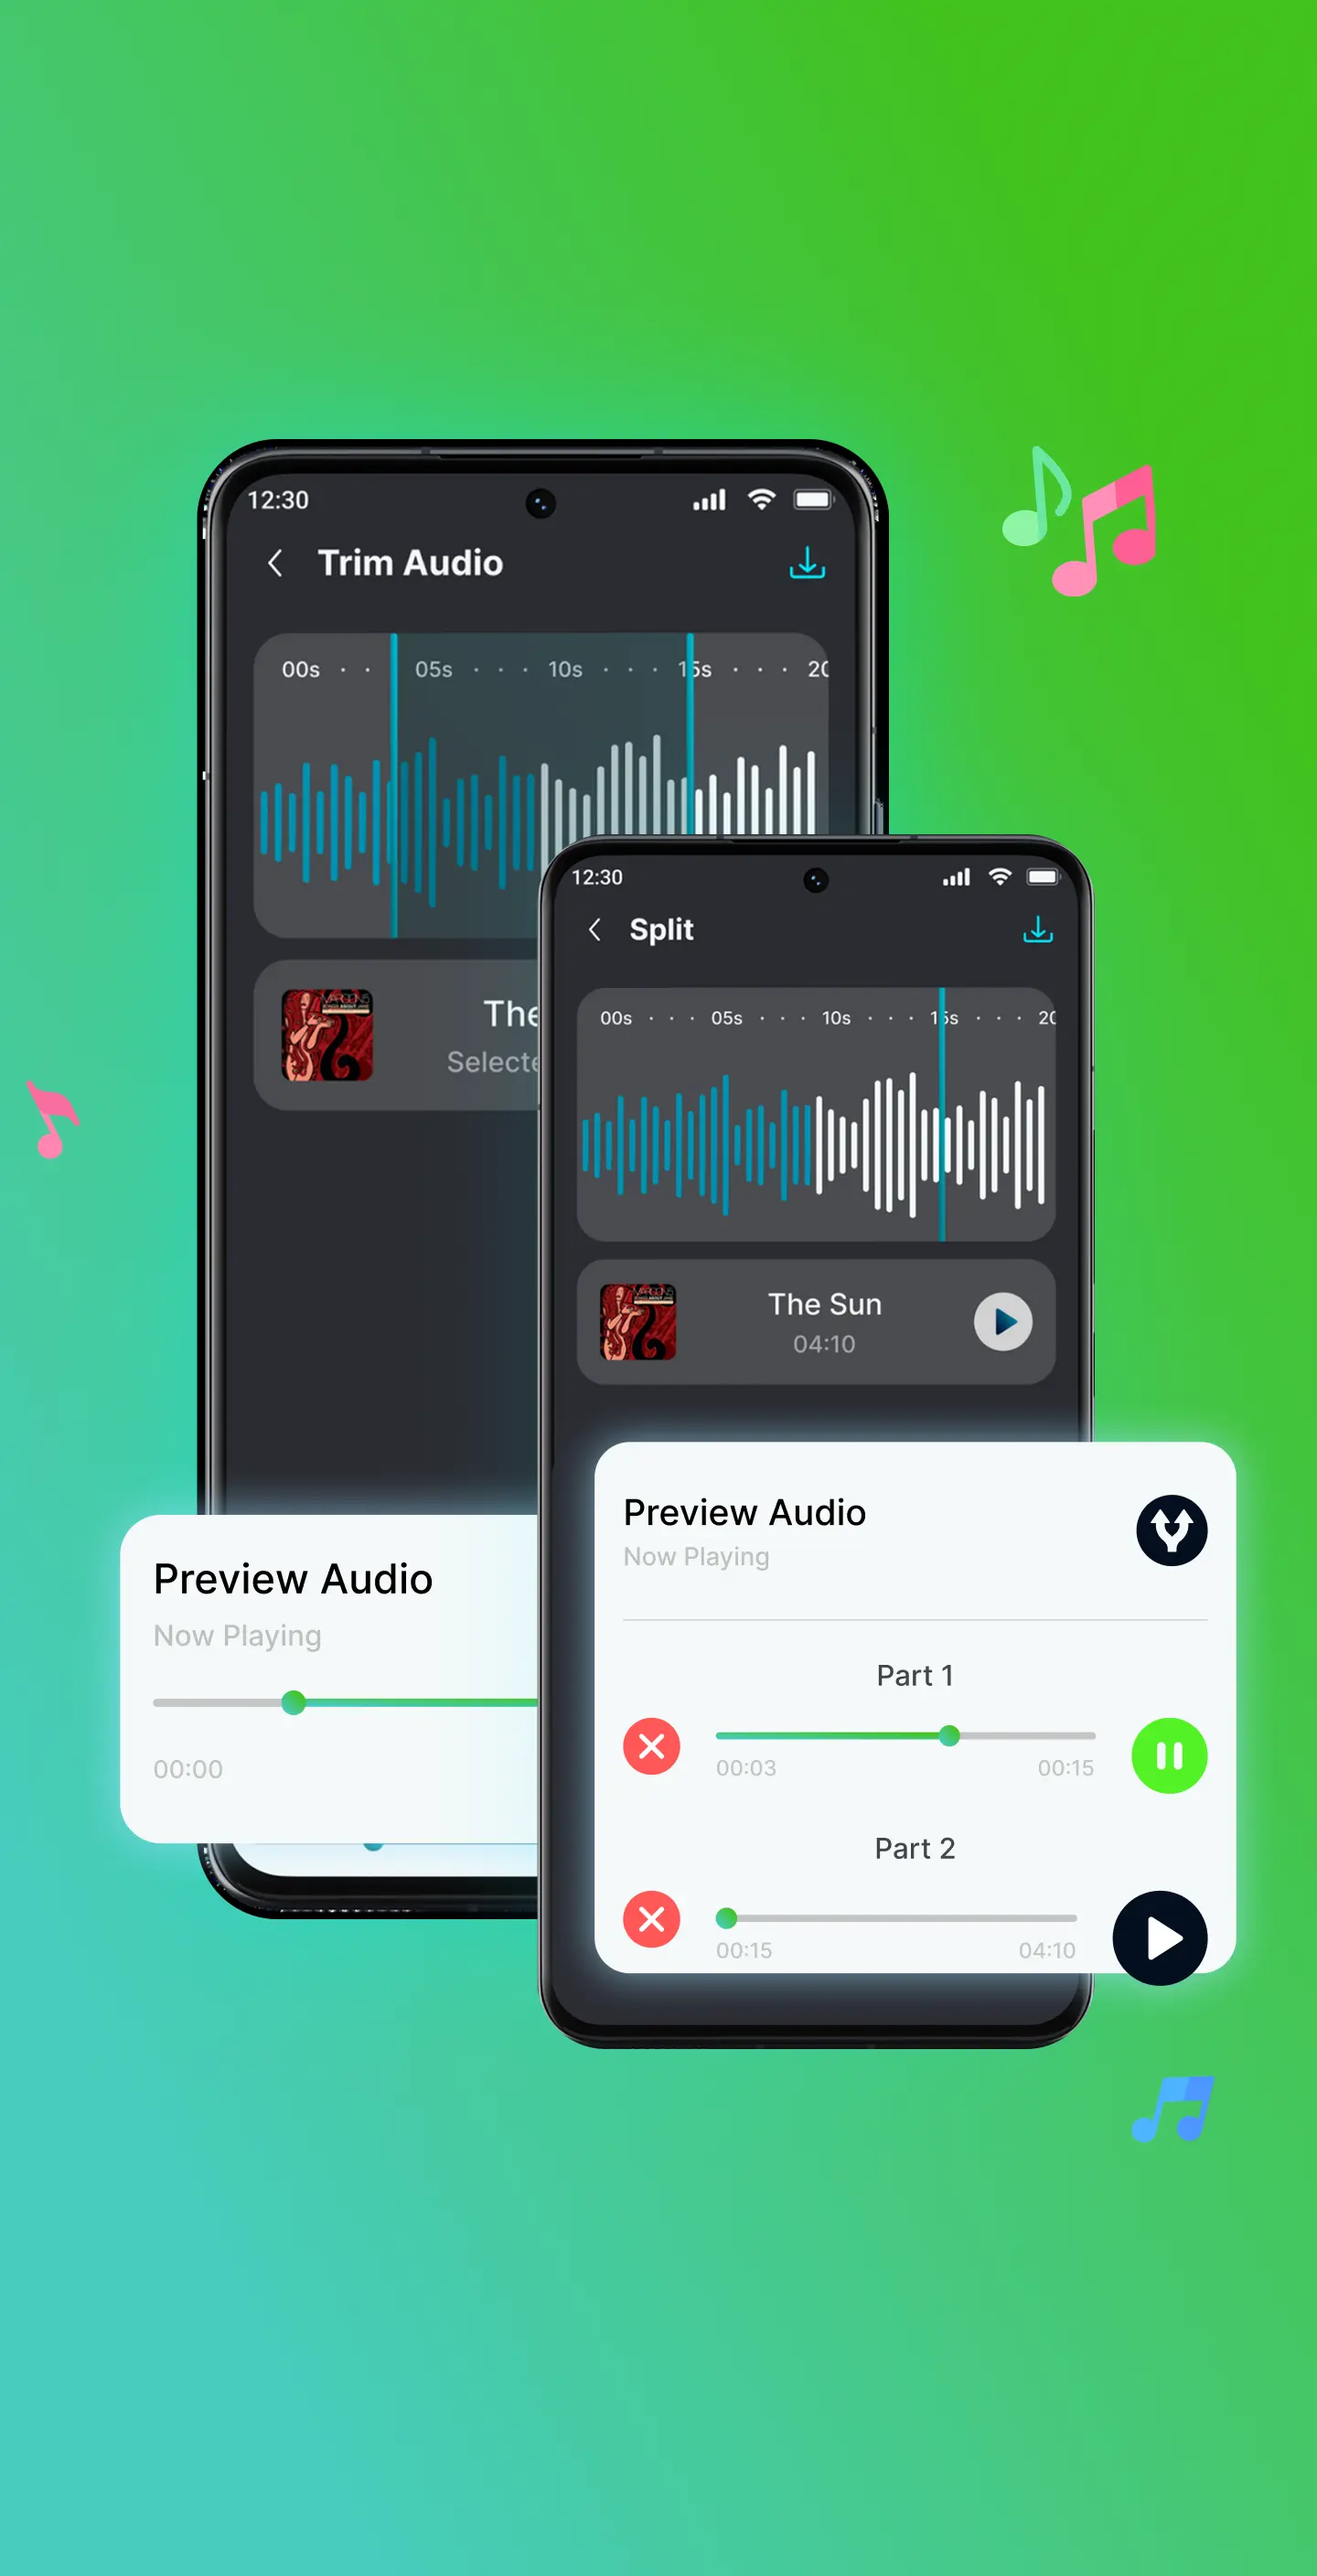 12:30
Trim Audio
00s 05s 10s 15s 20
MAROON5
The
Selecte
Preview Audio
Now Playing
00:00
12:30
Split
00s 05s 10s 15s 20
MAROON5
The Sun
04:10
Preview Audio
Now Playing
Part 1
00:03 00:15
Part 2
00:15 04:10